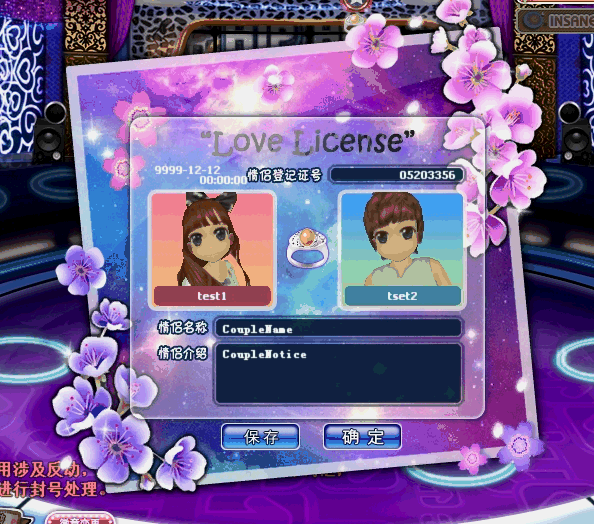 INSANE
“Love License”
9999-12-12
00:00:00
情侣登记证号
05203356
test1
tset2
情侣名称
CoupleName
情侣介绍
CoupleNotice
保存
确定
用涉及反动,
进行封号处理。